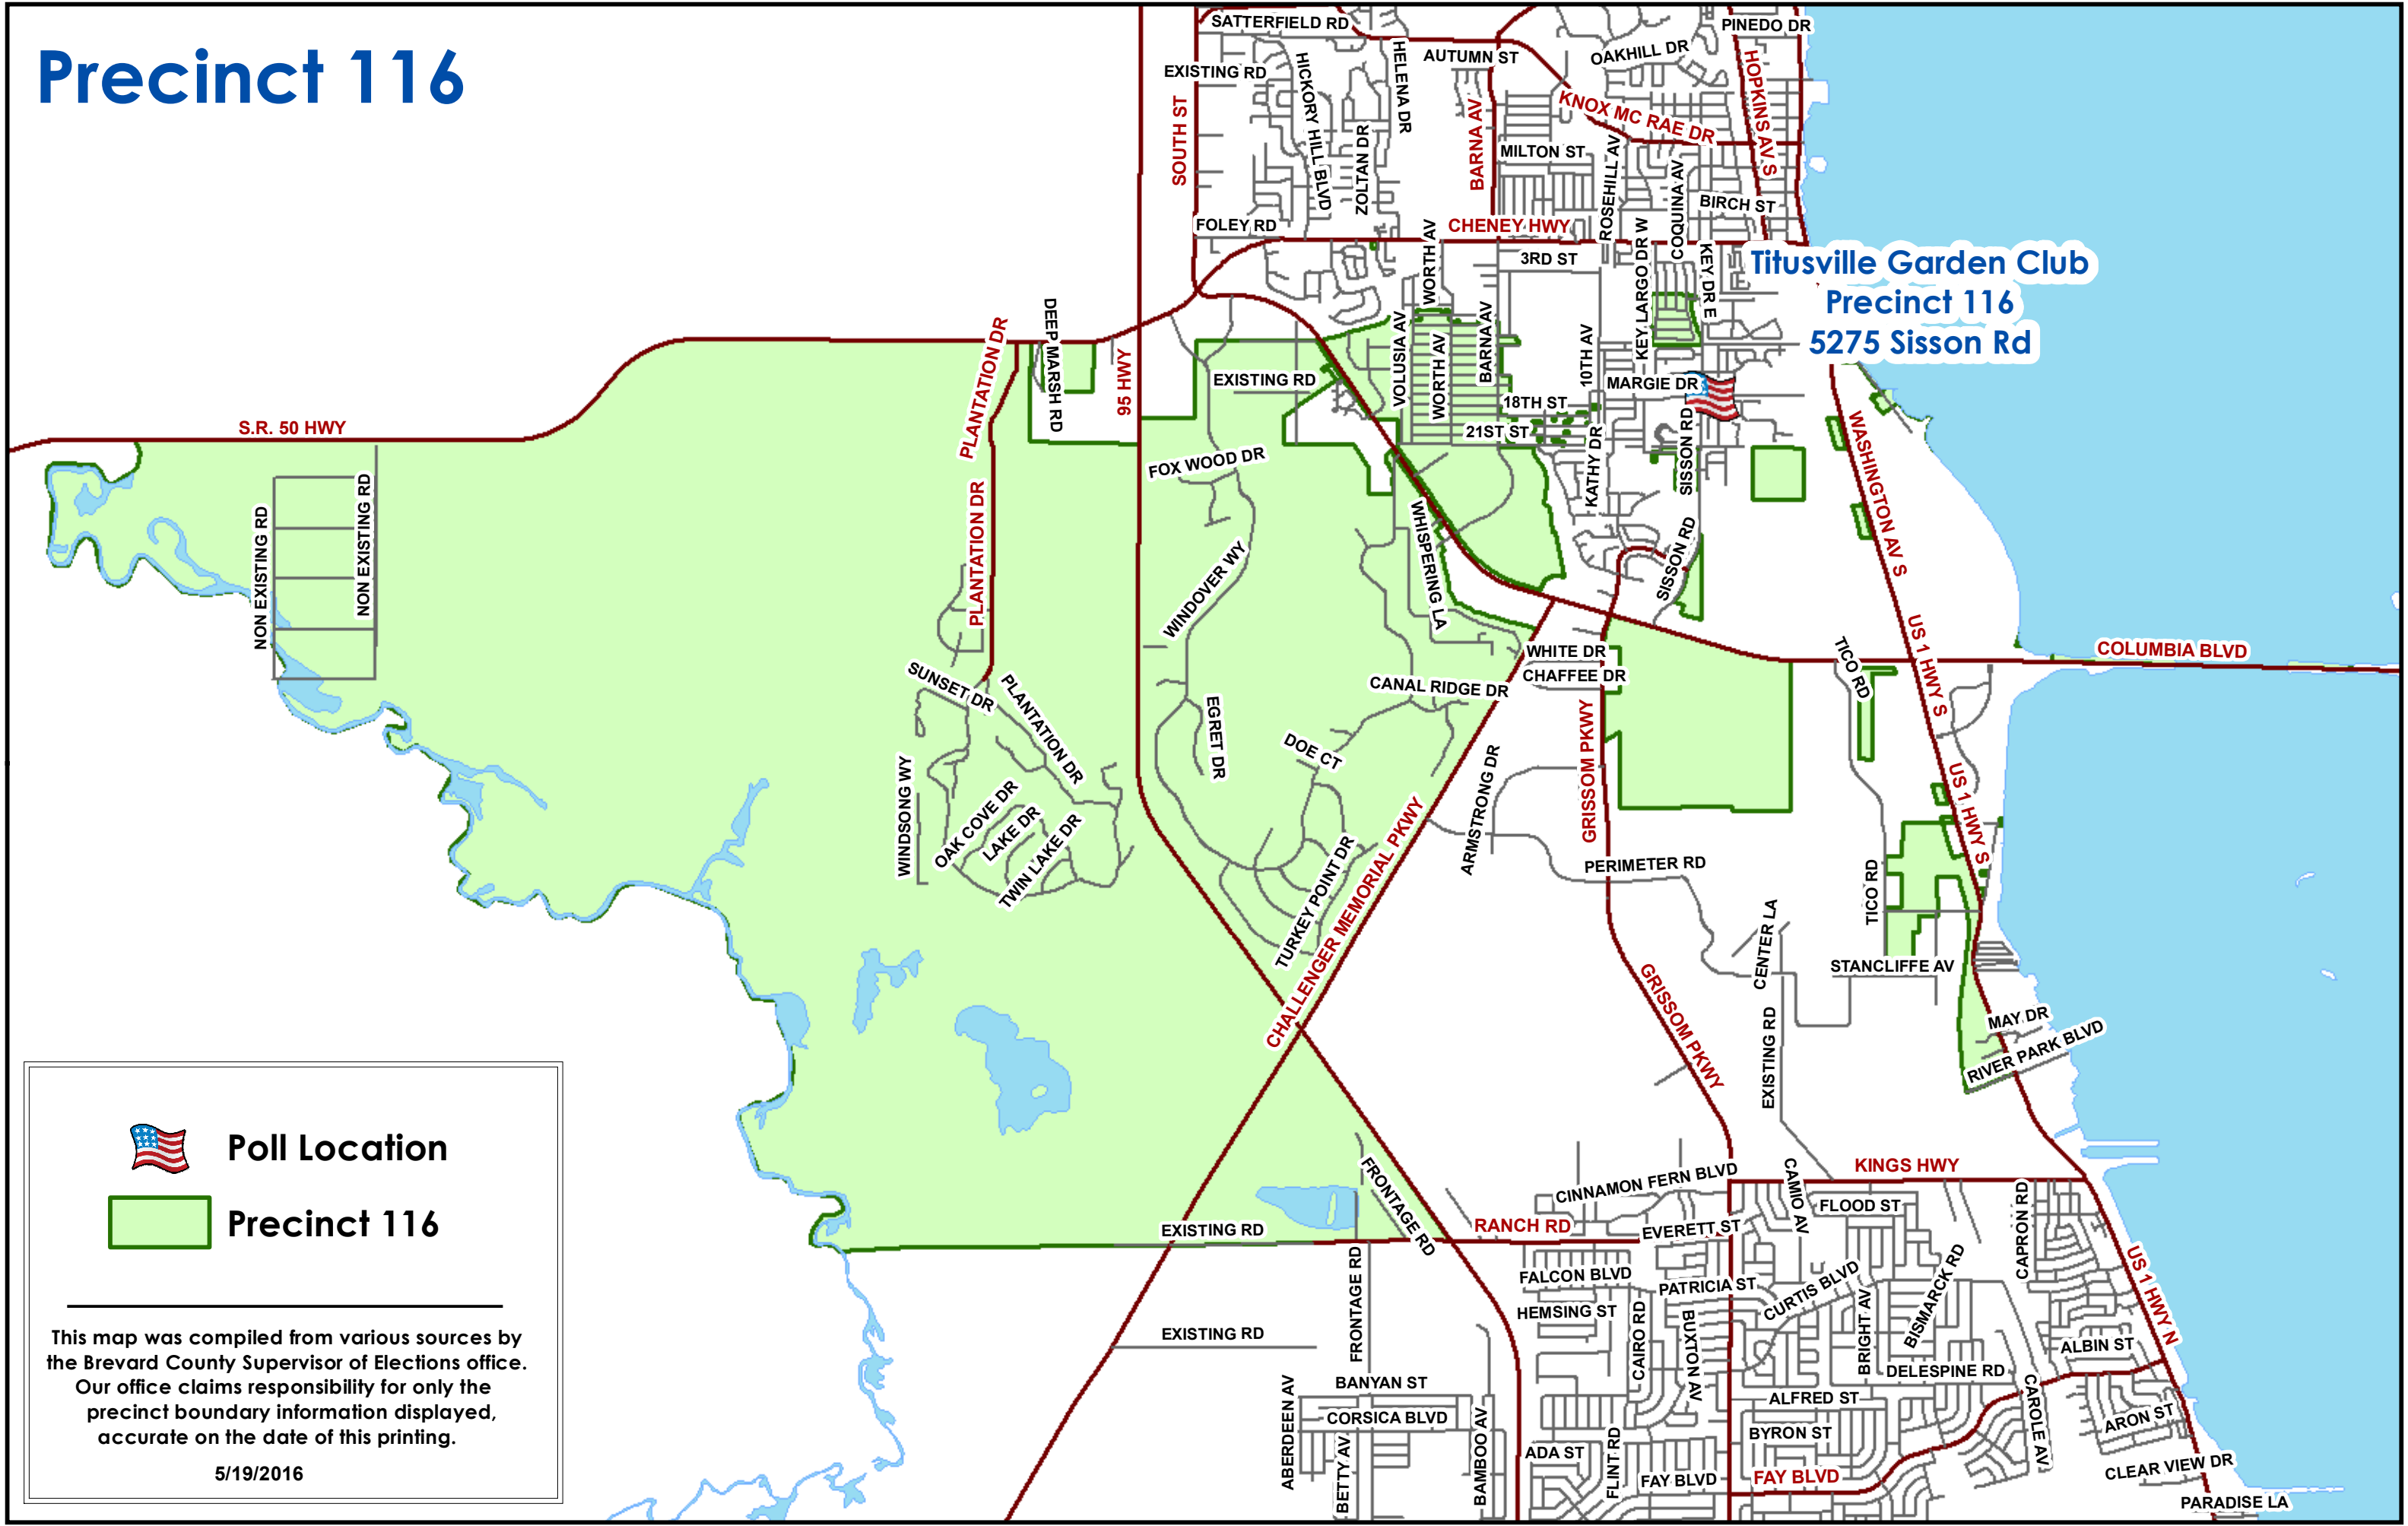 Precinct 116
SATTERFIELD RD
PINEDO DR
AUTUMN ST
OAKHILL DR
EXISTING RD
HICKORY HILL BLVD
HELENA DR
HOPKINS AV S
KNOX MC RAE DR
SOUTH ST
BARNA AV
ZOLTAN DR
MILTON ST
ROSEHILL AV
COQUINA AV
BIRCH ST
FOLEY RD
CHENEY HWY
WORTH AV
3RD ST
KEY LARGO DR W
KEY DR E
Titusville Garden Club
Precinct 116
5275 Sisson Rd
DEEP MARSH RD
PLANTATION DR
95 HWY
VOLUSIA AV
WORTH AV
BARNA AV
10TH AV
EXISTING RD
MARGIE DR
18TH ST
21ST ST
S.R. 50 HWY
WASHINGTON AV S
SISSON RD
KATHY DR
FOX WOOD DR
PLANTATION DR
NON EXISTING RD
NON EXISTING RD
WHISPERING LA
WINDOVER WY
SISSON RD
US 1 HWY S
WHITE DR
COLUMBIA BLVD
TICO RD
CHAFFEE DR
CANAL RIDGE DR
SUNSET DR
PLANTATION DR
EGRET DR
DOE CT
GRISSOM PKWY
ARMSTRONG DR
US 1 HWY S
WINDSONG WY
OAK COVE DR
LAKE DR
TWIN LAKE DR
TURKEY POINT DR
CHALLENGER MEMORIAL PKWY
PERIMETER RD
TICO RD
CENTER LA
STANCLIFFE AV
GRISSOM PKWY
EXISTING RD
MAY DR
RIVER PARK BLVD
Poll Location
Precinct 116
FRONTAGE RD
CINNAMON FERN BLVD
CAMIO AV
KINGS HWY
FLOOD ST
CAPRON RD
EXISTING RD
RANCH RD
EVERETT ST
FALCON BLVD
PATRICIA ST
CURTIS BLVD
BISMARCK RD
US 1 HWY N
HEMSING ST
FRONTAGE RD
CAIRO RD
BUXTON AV
BRIGHT AV
EXISTING RD
ALBIN ST
DELESPINE RD
BANYAN ST
ALFRED ST
CAROLE AV
ABERDEEN AV
CORSICA BLVD
BAMBOO AV
ARON ST
BYRON ST
BETTY AV
ADA ST
FLINT RD
FAY BLVD
FAY BLVD
CLEAR VIEW DR
PARADISE LA
This map was compiled from various sources by
the Brevard County Supervisor of Elections office.
Our office claims responsibility for only the
precinct boundary information displayed,
accurate on the date of this printing.
5/19/2016